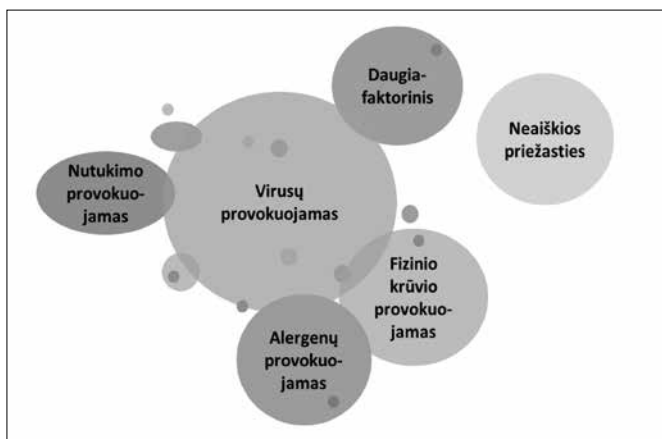 Daugia-
faktorinis
Neaiškios
priežasties
Nutukimo
provokuo-
jamas
Virusų
provokuojamas
Fizinio
krūvio
provokuo-
jamas
Alergenų
provokuo-
jamas